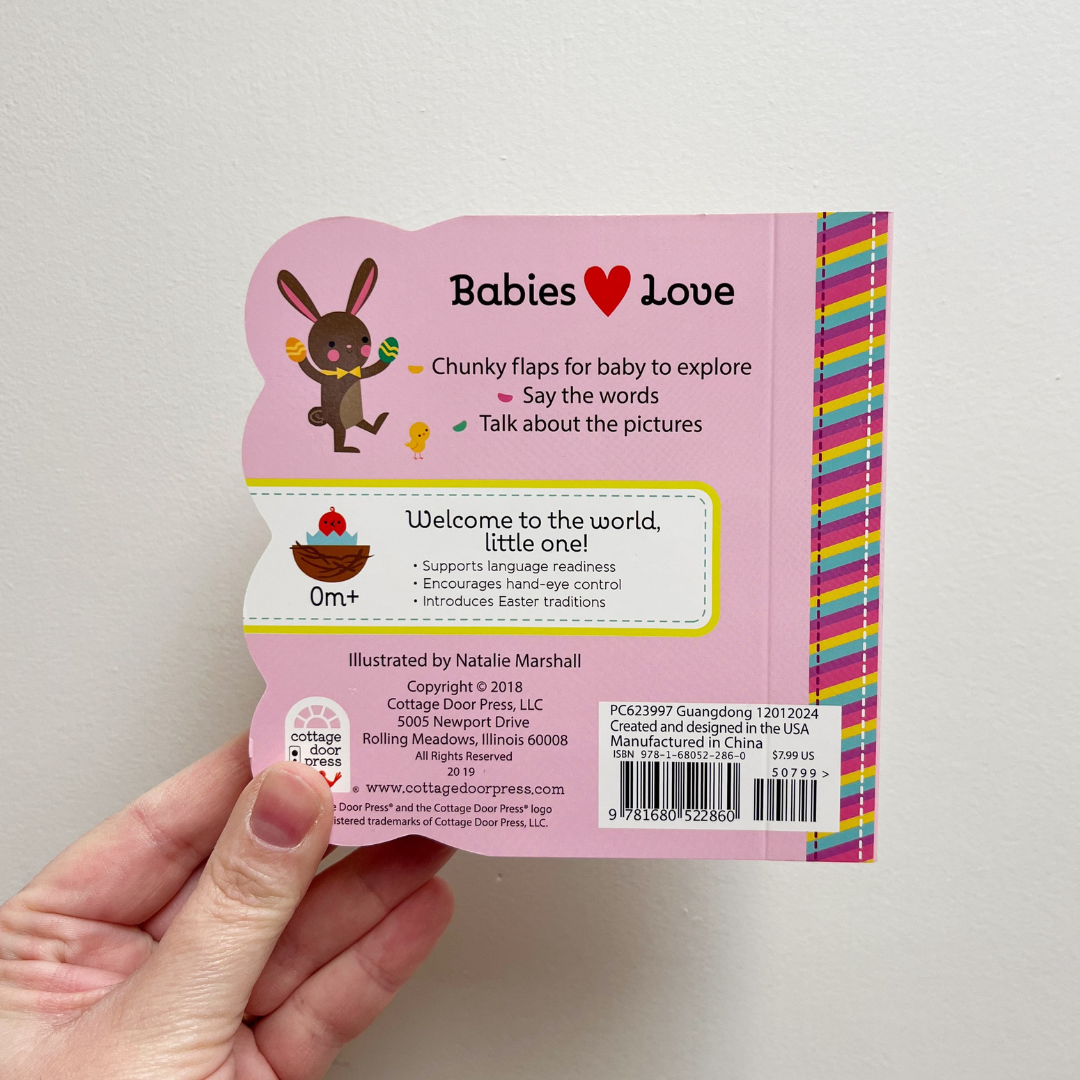 Babies Love
Chunky flaps for baby to explore
Say the words
Talk about the pictures
Welcome to the world,
little one!
• Supports language readiness
• Encourages hand-eye control
• Introduces Easter traditions
0m+
Illustrated by Natalie Marshall
Copyright © 2018
Cottage Door Press, LLC
5005 Newport Drive
Rolling Meadows, Illinois 60008
All Rights Reserved
20 19
® www.cottagedoorpress.com
Door Press® and the Cottage Door Press® logo
trademarks of Cottage Door Press, LLC.
cottage
door
press
PC623997 Guangdong 12012024
Created and designed in the USA
Manufactured in China
ISBN 978-1-68052-286-0 $7.99 US
50799 >
9 781680 522860